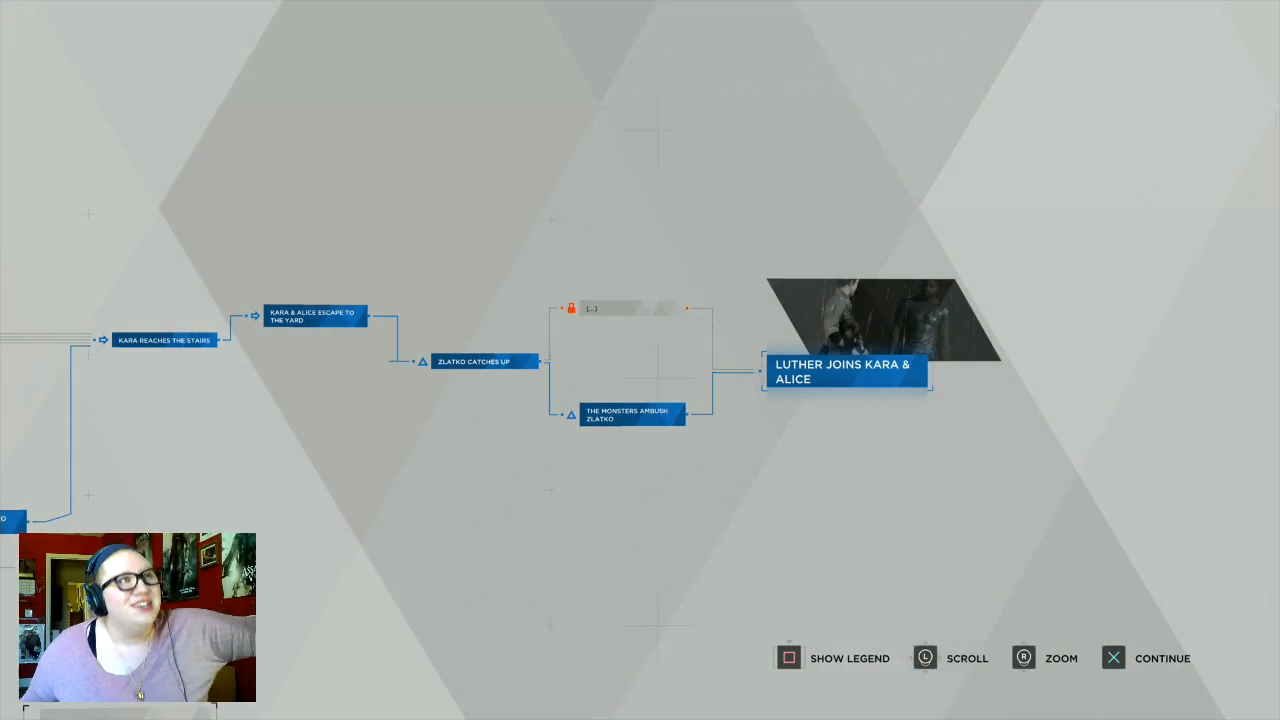 KARA & ALICE ESCAPE TO
THE YARD
[...]
KARA REACHES THE STAIRS
ZLATKO CATCHES UP
LUTHER JOINS KARA &
ALICE
THE MONSTERS AMBUSH
ZLATKO
O
SHOW LEGEND
L
SCROLL
R
ZOOM
CONTINUE